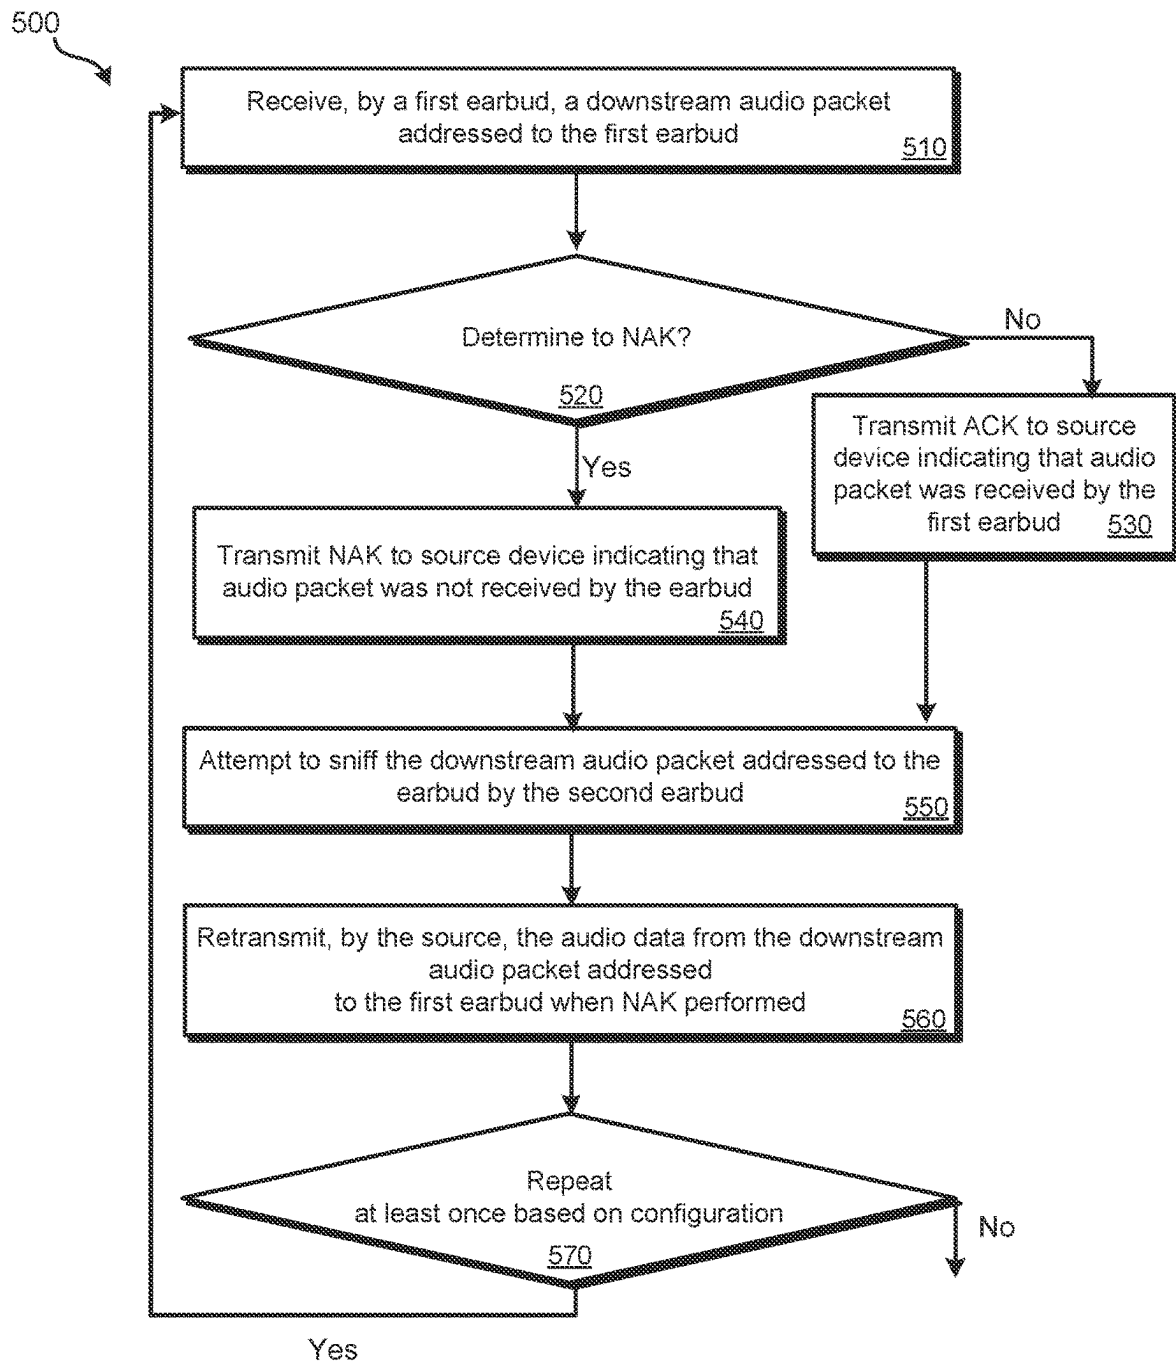 500
Receive, by a first earbud, a downstream audio packet
addressed to the first earbud
510
Determine to NAK?
520
No
Yes
Transmit ACK to source
device indicating that audio
packet was received by the
first earbud 530
Transmit NAK to source device indicating that
audio packet was not received by the earbud
540
Attempt to sniff the downstream audio packet addressed to the
earbud by the second earbud
550
Retransmit, by the source, the audio data from the downstream
audio packet addressed
to the first earbud when NAK performed
560
Repeat
at least once based on configuration
570
No
Yes